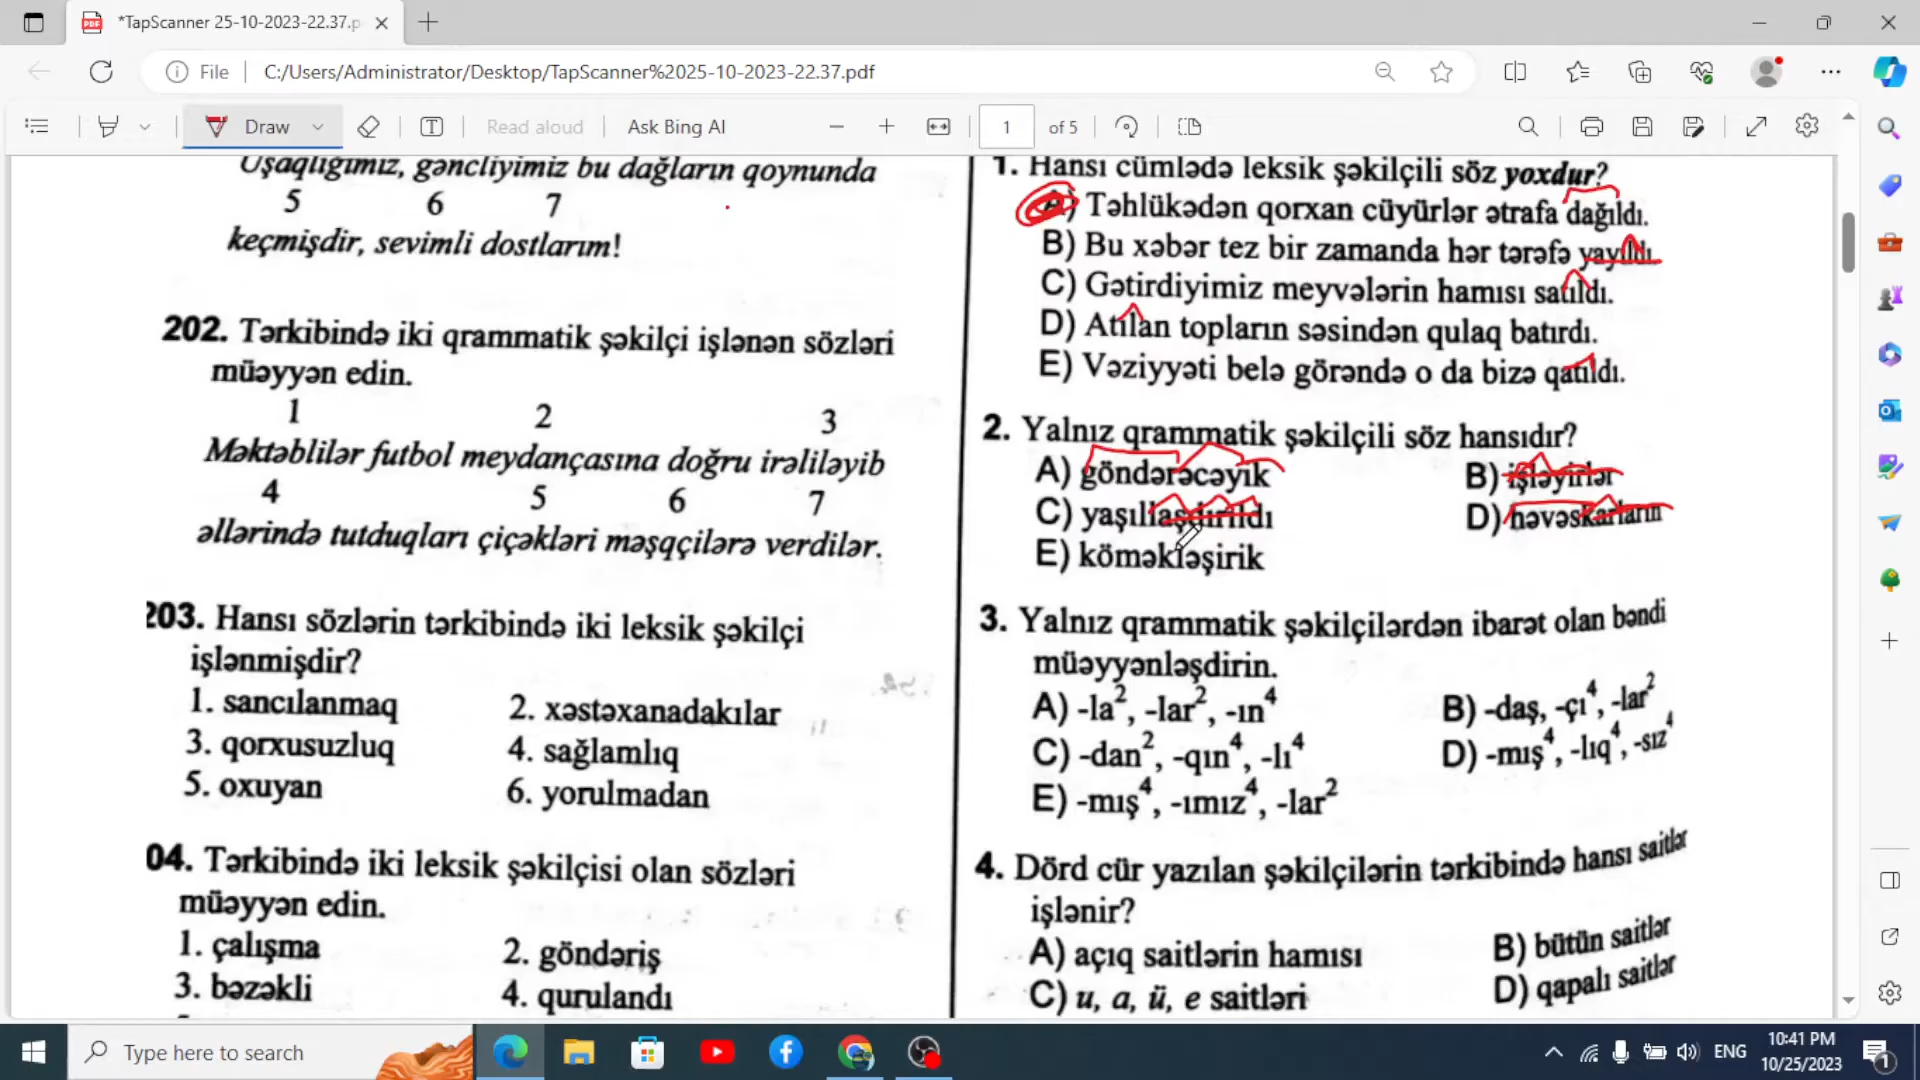 *TapScanner 25-10-2023-22.37.p
File
C:/Users/Administrator/Desktop/TapScanner%2025-10-2023-22.37.pdf
Draw
Read aloud
Ask Bing AI
1
of 5
Uşaqlığımız, gəncliyimiz bu dağların qoynunda
5 6 7
keçmişdir, sevimli dostlarım!
202. Tərkibində iki qrammatik şəkilçi işlənən sözləri
müəyyən edin.
1 2 3
Məktəblilər futbol meydançasına doğru irəliləyib
4 5 6 7
əllərində tutduqları çiçəkləri məşqçilərə verdilər.
203. Hansı sözlərin tərkibində iki leksik şəkilçi
işlənmişdir?
1. sancılanmaq 2. xəstəxanadakılar
3. qorxusuzluq 4. sağlamlıq
5. oxuyan 6. yorulmadan
04. Tərkibində iki leksik şəkilçisi olan sözləri
müəyyən edin.
1. çalışma 2. göndəriş
3. bəzəkli 4. qurulandı
1. Hansı cümlədə leksik şəkilçili söz yoxdur?
A) Təhlükədən qorxan cüyürlər ətrafa dağıldı.
B) Bu xəbər tez bir zamanda hər tərəfə yayıldı.
C) Gətirdiyimiz meyvələrin hamısı satıldı.
D) Atılan topların səsindən qulaq batırdı.
E) Vəziyyəti belə görəndə o da bizə qatıldı.
2. Yalnız qrammatik şəkilçili söz hansıdır?
A) göndərəcəyik B) işləyirlər
C) yaşıllaşdırıldı D) həvəskarların
E) köməkləşirik
3. Yalnız qrammatik şəkilçilərdən ibarət olan bəndi
müəyyənləşdirin.
A) -la², -lar², -ın⁴ B) -daş, -çı⁴, -lar²
C) -dan², -qın⁴, -lı⁴ D) -mış⁴, -lıq⁴, -sız⁴
E) -mış⁴, -ımız⁴, -lar²
4. Dörd cür yazılan şəkilçilərin tərkibində hansı saitlər
işlənir?
A) açıq saitlərin hamısı B) bütün saitlər
C) u, a, ü, e saitləri D) qapalı saitlər
Type here to search
ENG
10:41 PM
10/25/2023
1